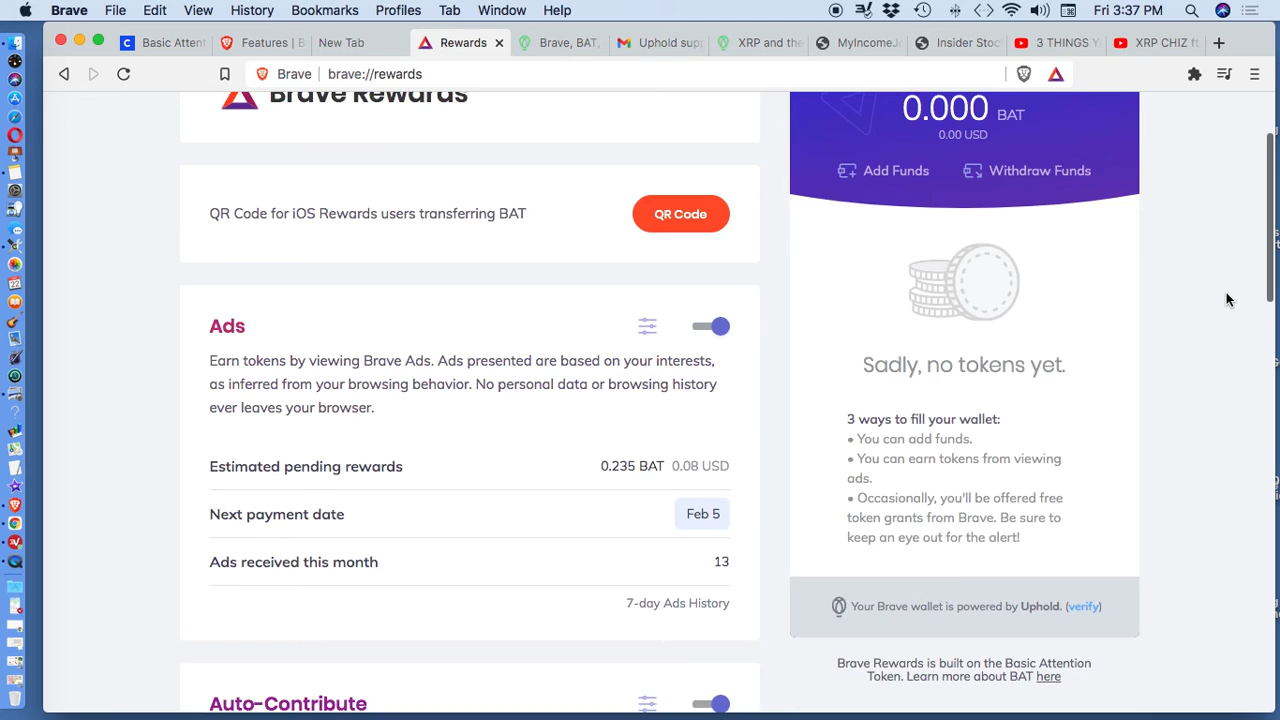 Brave File Edit View History Bookmarks Profiles Tab Window Help Fri 3:37 PM
Basic Attent Features | B New Tab Rewards Brave, BAT, Uphold sup XRP and the MyIncomeJ Insider Stoc 3 THINGS Y XRP CHIZ ft
Brave brave://rewards
Brave Rewards
QR Code for iOS Rewards users transferring BAT QR Code
Ads
Earn tokens by viewing Brave Ads. Ads presented are based on your interests,
as inferred from your browsing behavior. No personal data or browsing history
ever leaves your browser.
Estimated pending rewards 0.235 BAT 0.08 USD
Next payment date Feb 5
Ads received this month 13
7-day Ads History
Auto-Contribute
0.000 BAT
0.00 USD
Add Funds Withdraw Funds
Sadly, no tokens yet.
3 ways to fill your wallet:
• You can add funds.
• You can earn tokens from viewing
ads.
• Occasionally, you'll be offered free
token grants from Brave. Be sure to
keep an eye out for the alert!
Your Brave wallet is powered by Uphold. (verify)
Brave Rewards is built on the Basic Attention
Token. Learn more about BAT here